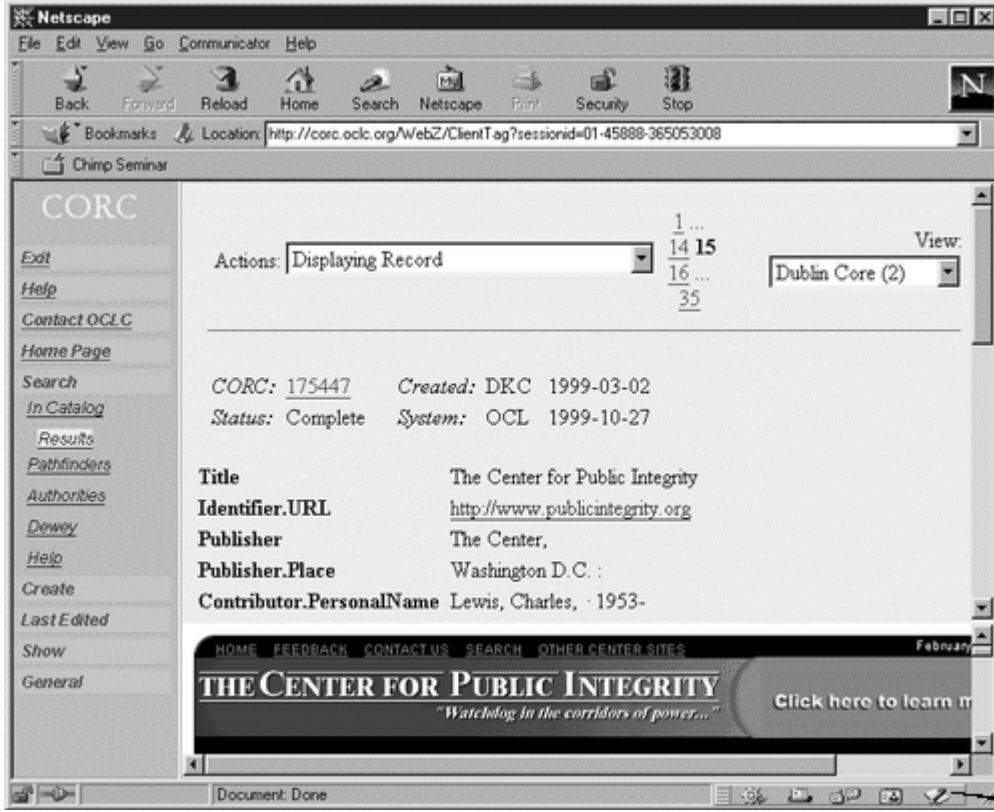 Netscape
File Edit View Go Communicator Help
Back Forward Reload Home Search Netscape Print Security Stop
Bookmarks Location: http://corc.oclc.org/WebZ/ClientTag?sessionid=01-45888-365053008
Chimp Seminar
CORC
Exit
Help
Contact OCLC
Home Page
Search
In Catalog
Results
Pathfinders
Authorities
Dewey
Help
Create
Last Edited
Show
General
Actions: Displaying Record
1 ...
14 15
16 ...
35
View:
Dublin Core (2)
CORC: 175447 Created: DKC 1999-03-02
Status: Complete System: OCL 1999-10-27
Title The Center for Public Integrity
Identifier.URL http://www.publicintegrity.org
Publisher The Center,
Publisher.Place Washington D.C. :
Contributor.PersonalName Lewis, Charles, · 1953-
HOME FEEDBACK CONTACT US SEARCH OTHER CENTER SITES February
THE CENTER FOR PUBLIC INTEGRITY
"Watchdog in the corridors of power..."
Click here to learn m
Document: Done